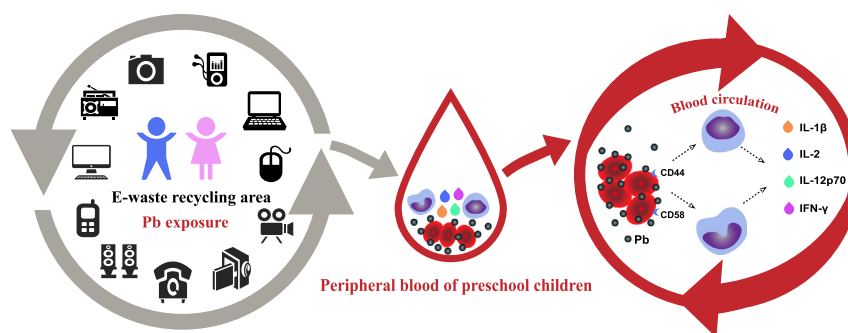 E-waste recycling area
Pb exposure
Peripheral blood of preschool children
Blood circulation
CD44
CD58
Pb
IL-1β
IL-2
IL-12p70
IFN-γ